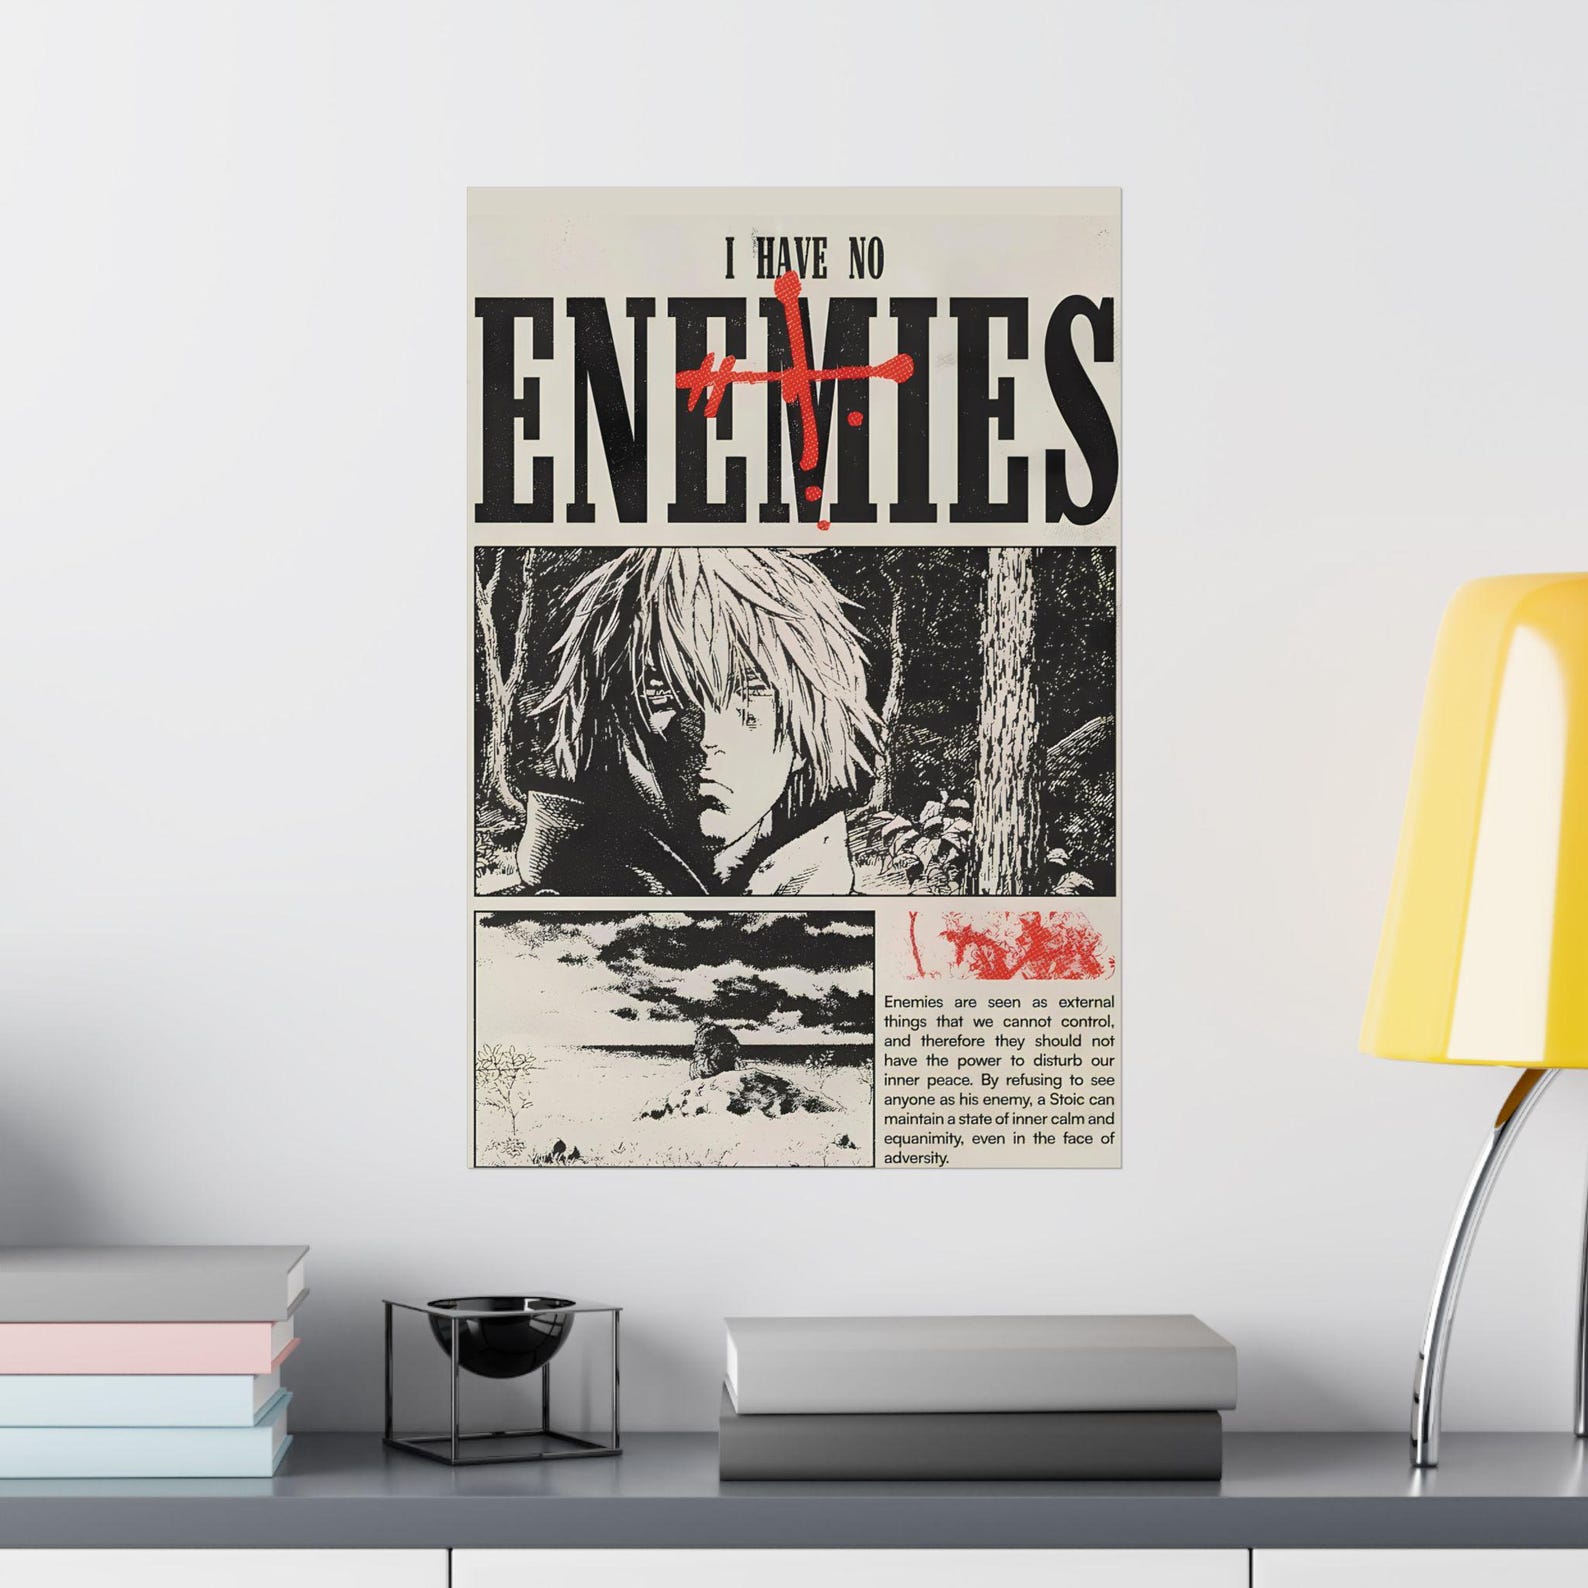 I HAVE NO
ENEMIES
Enemies are seen as external
things that we cannot control,
and therefore they should not
have the power to disturb our
inner peace. By refusing to see
anyone as his enemy, a Stoic can
maintain a state of inner calm and
equanimity, even in the face of
adversity.